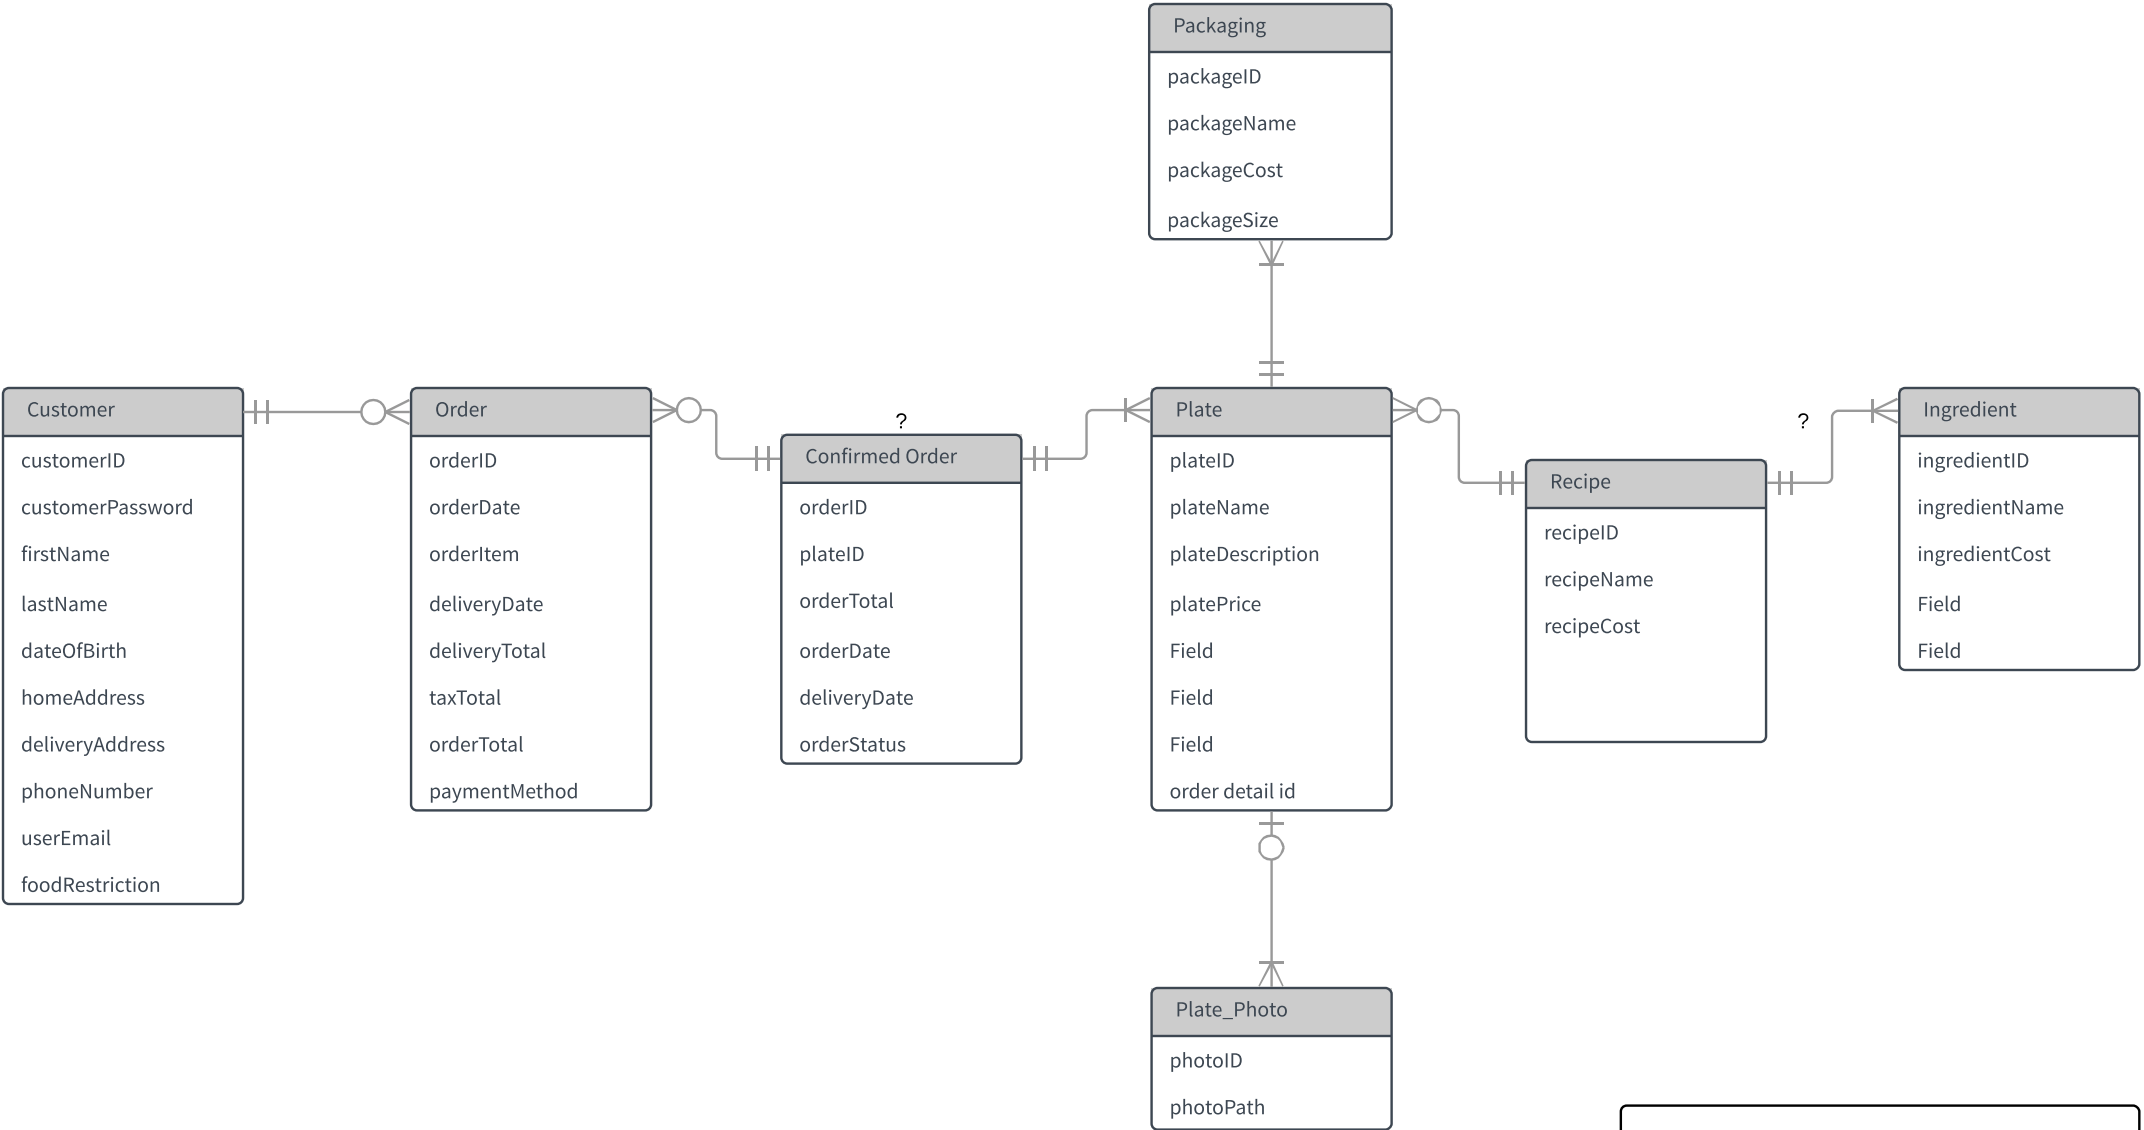 Packaging
packageID
packageName
packageCost
packageSize
Customer
customerID
customerPassword
firstName
lastName
dateOfBirth
homeAddress
deliveryAddress
phoneNumber
userEmail
foodRestriction
Order
orderID
orderDate
orderItem
deliveryDate
deliveryTotal
taxTotal
orderTotal
paymentMethod
?
Confirmed Order
orderID
plateID
orderTotal
orderDate
deliveryDate
orderStatus
Plate
plateID
plateName
plateDescription
platePrice
Field
Field
Field
order detail id
Recipe
recipeID
recipeName
recipeCost
?
Ingredient
ingredientID
ingredientName
ingredientCost
Field
Field
Plate_Photo
photoID
photoPath